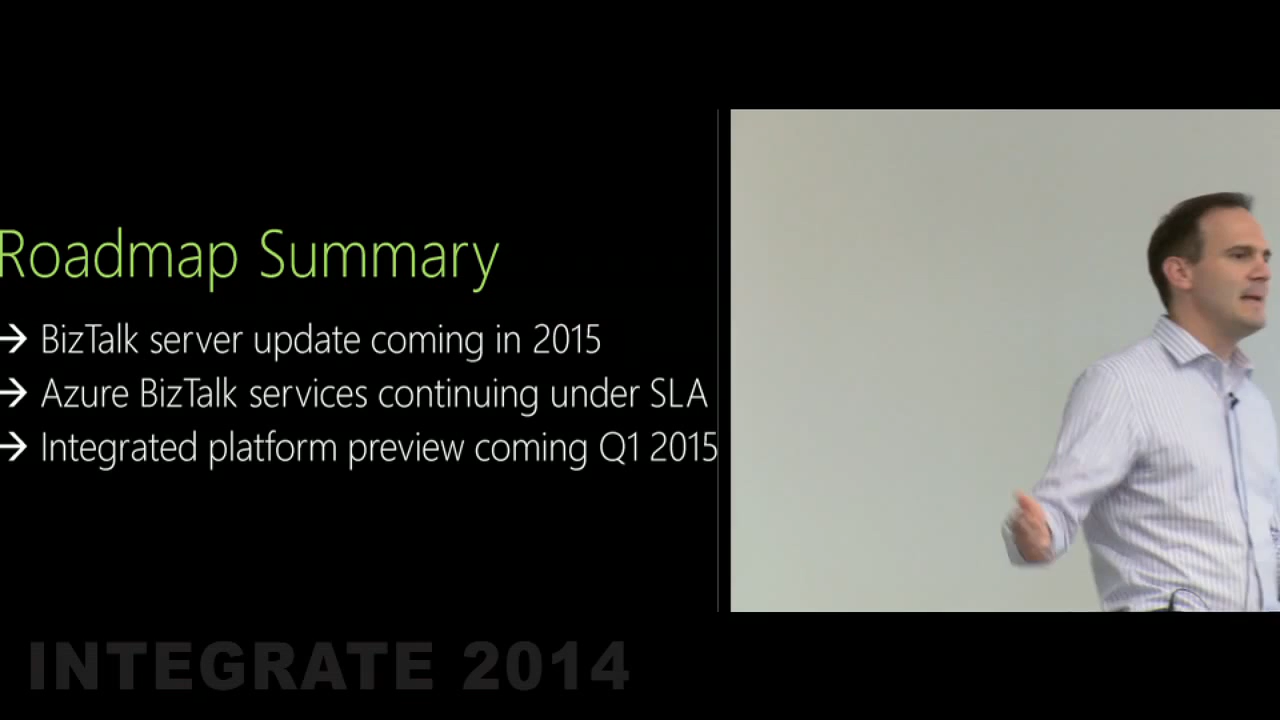 Roadmap Summary
→ BizTalk server update coming in 2015
→ Azure BizTalk services continuing under SLA
→ Integrated platform preview coming Q1 2015
INTEGRATE 2014